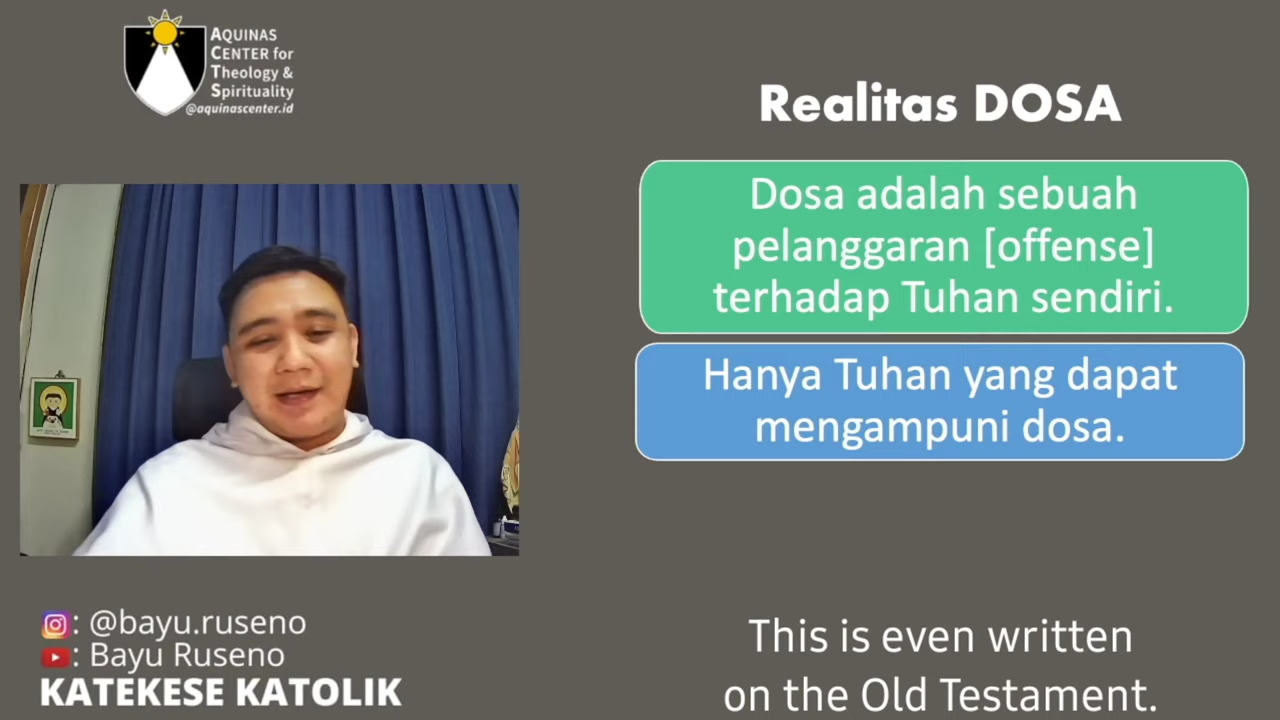 AQUINAS
CENTER for
Theology &
Spirituality
@aquinascenter.id
Realitas DOSA
Dosa adalah sebuah
pelanggaran [offense]
terhadap Tuhan sendiri.
Hanya Tuhan yang dapat
mengampuni dosa.
: @bayu.ruseno
: Bayu Ruseno
KATEKESE KATOLIK
This is even written
on the Old Testament.